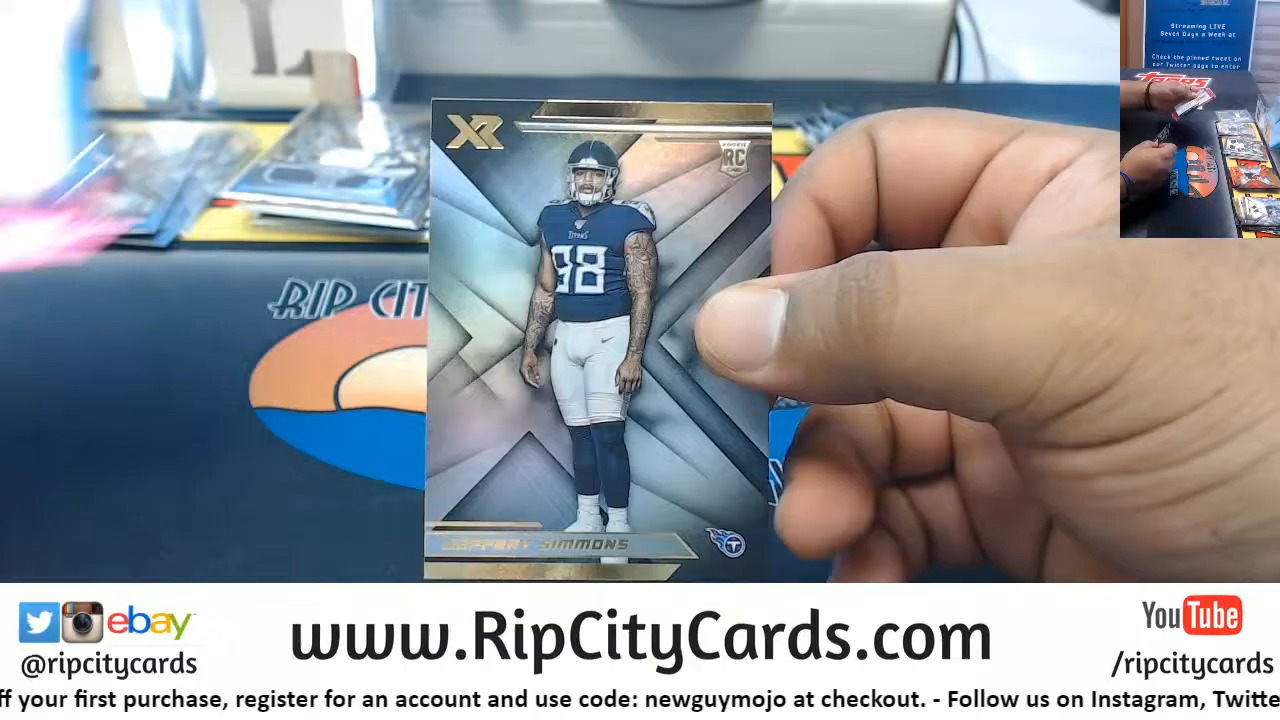 Streaming LIVE
Seven Days a Week at
Check the pinned tweet on
our Twitter page to enter
Topps
XR
ROOKIE
RC
TITANS
98
RIP CIT
JEFFERY SIMMONS
T
ebay
www.RipCityCards.com
YouTube
@ripcitycards
/ripcitycards
ff your first purchase, register for an account and use code: newguymojo at checkout. - Follow us on Instagram, Twitte